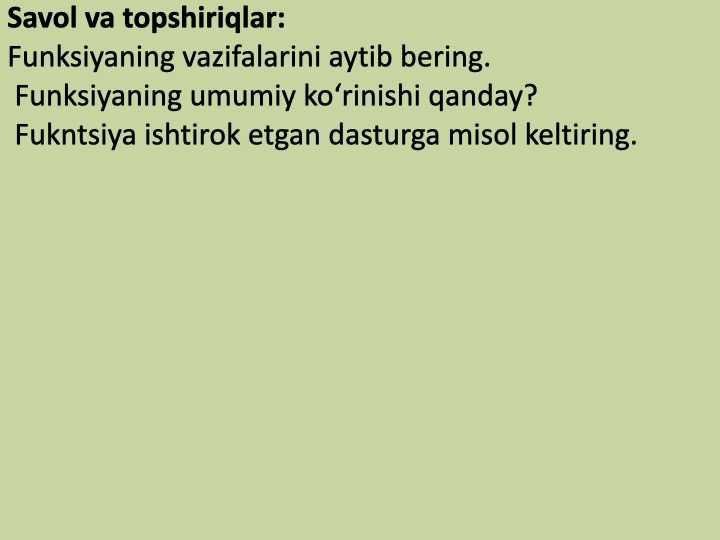 Savol va topshiriqlar:
Funksiyaning vazifalarini aytib bering.
Funksiyaning umumiy ko‘rinishi qanday?
Fukntsiya ishtirok etgan dasturga misol keltiring.